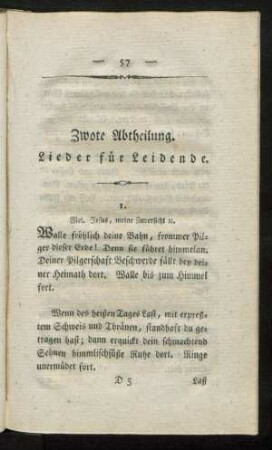 — 57 —
Zwote Abtheilung.
Lieder für Leidende.
1.
Mel. Jesus, meine Zuversicht ꝛc.
Walle fröhlich deine Bahn, frommer Pil-
ger dieser Erde! Denn sie führet himmelan.
Deiner Pilgerschaft Beschwerde fällt bey dei-
ner Heimath dort. Walle bis zum Himmel
fort.
Wenn des heißen Tages Last, mit erpreß-
tem Schweis und Thränen, standhaft du ge-
tragen hast; dann erquickt dein schmachtend
Sehnen himmlischsüße Ruhe dort. Ringe
unermüdet fort.
D 5 Last